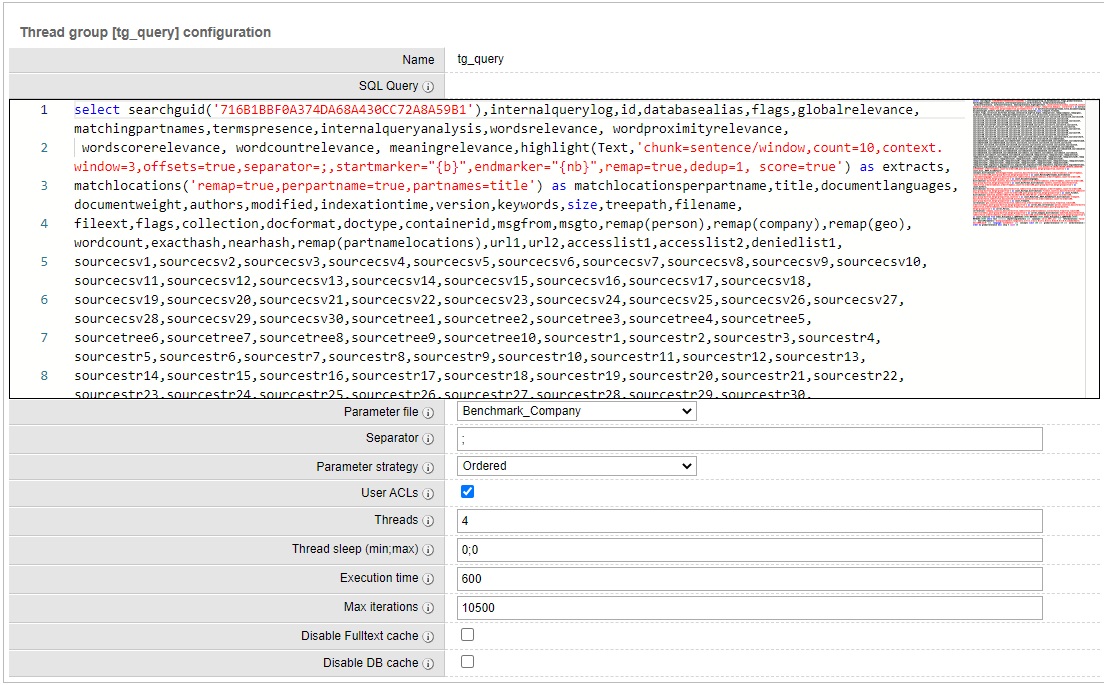 Thread group [tg_query] configuration
Name tg_query
SQL Query
1 select searchguid('716B1BBF0A374DA68A430CC72A8A59B1'),internalquerylog,id,databasealias,flags,globalrelevance,
matchingpartnames,termspresence,internalqueryanalysis,wordsrelevance, wordproximityrelevance,
2 wordscorerelevance, wordcountrelevance, meaningrelevance,highlight(Text,'chunk=sentence/window,count=10,context.
window=3,offsets=true,separator=;,startmarker="{b}",endmarker="{nb}",remap=true,dedup=1, score=true') as extracts,
3 matchlocations('remap=true,perpartname=true,partnames=title') as matchlocationsperpartname,title,documentlanguages,
documentweight,authors,modified,indexationtime,version,keywords,size,treepath,filename,
4 fileext,flags,collection,docformat,doctype,containerid,msgfrom,msgto,remap(person),remap(company),remap(geo),
wordcount,exacthash,nearhash,remap(partnamelocations),url1,url2,accesslist1,accesslist2,deniedlist1,
5 sourcecsv1,sourcecsv2,sourcecsv3,sourcecsv4,sourcecsv5,sourcecsv6,sourcecsv7,sourcecsv8,sourcecsv9,sourcecsv10,
sourcecsv11,sourcecsv12,sourcecsv13,sourcecsv14,sourcecsv15,sourcecsv16,sourcecsv17,sourcecsv18,
6 sourcecsv19,sourcecsv20,sourcecsv21,sourcecsv22,sourcecsv23,sourcecsv24,sourcecsv25,sourcecsv26,sourcecsv27,
sourcecsv28,sourcecsv29,sourcecsv30,sourcetree1,sourcetree2,sourcetree3,sourcetree4,sourcetree5,
7 sourcetree6,sourcetree7,sourcetree8,sourcetree9,sourcetree10,sourcestr1,sourcestr2,sourcestr3,sourcestr4,
sourcestr5,sourcestr6,sourcestr7,sourcestr8,sourcestr9,sourcestr10,sourcestr11,sourcestr12,sourcestr13,
8 sourcestr14,sourcestr15,sourcestr16,sourcestr17,sourcestr18,sourcestr19,sourcestr20,sourcestr21,sourcestr22,
sourcestr23,sourcestr24,sourcestr25,sourcestr26,sourcestr27,sourcestr28,sourcestr29,sourcestr30,
Parameter file Benchmark_Company
Separator ;
Parameter strategy Ordered
User ACLs
Threads 4
Thread sleep (min;max) 0;0
Execution time 600
Max iterations 10500
Disable Fulltext cache
Disable DB cache